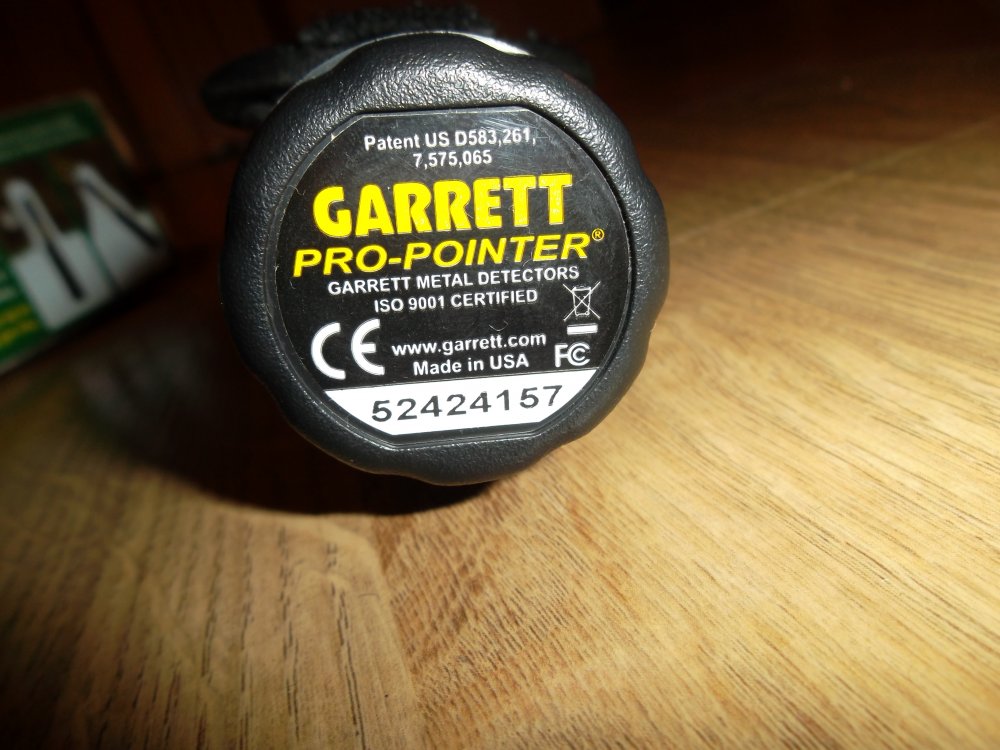 Patent US D583,261,
7,575,065
GARRETT
PRO-POINTER®
GARRETT METAL DETECTORS
ISO 9001 CERTIFIED
CE
www.garrett.com
Made in USA
FC
52424157